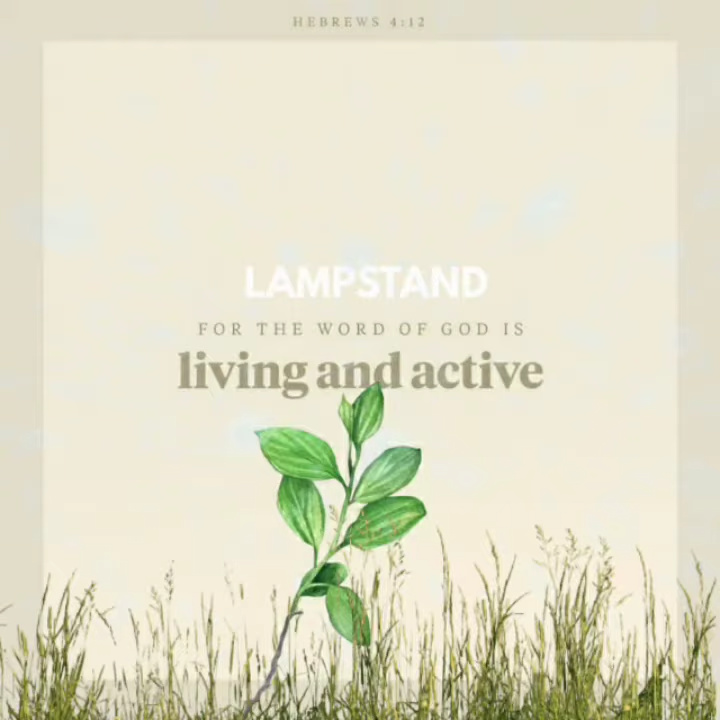 HEBREWS 4:12
LAMPSTAND
FOR THE WORD OF GOD IS
living and active